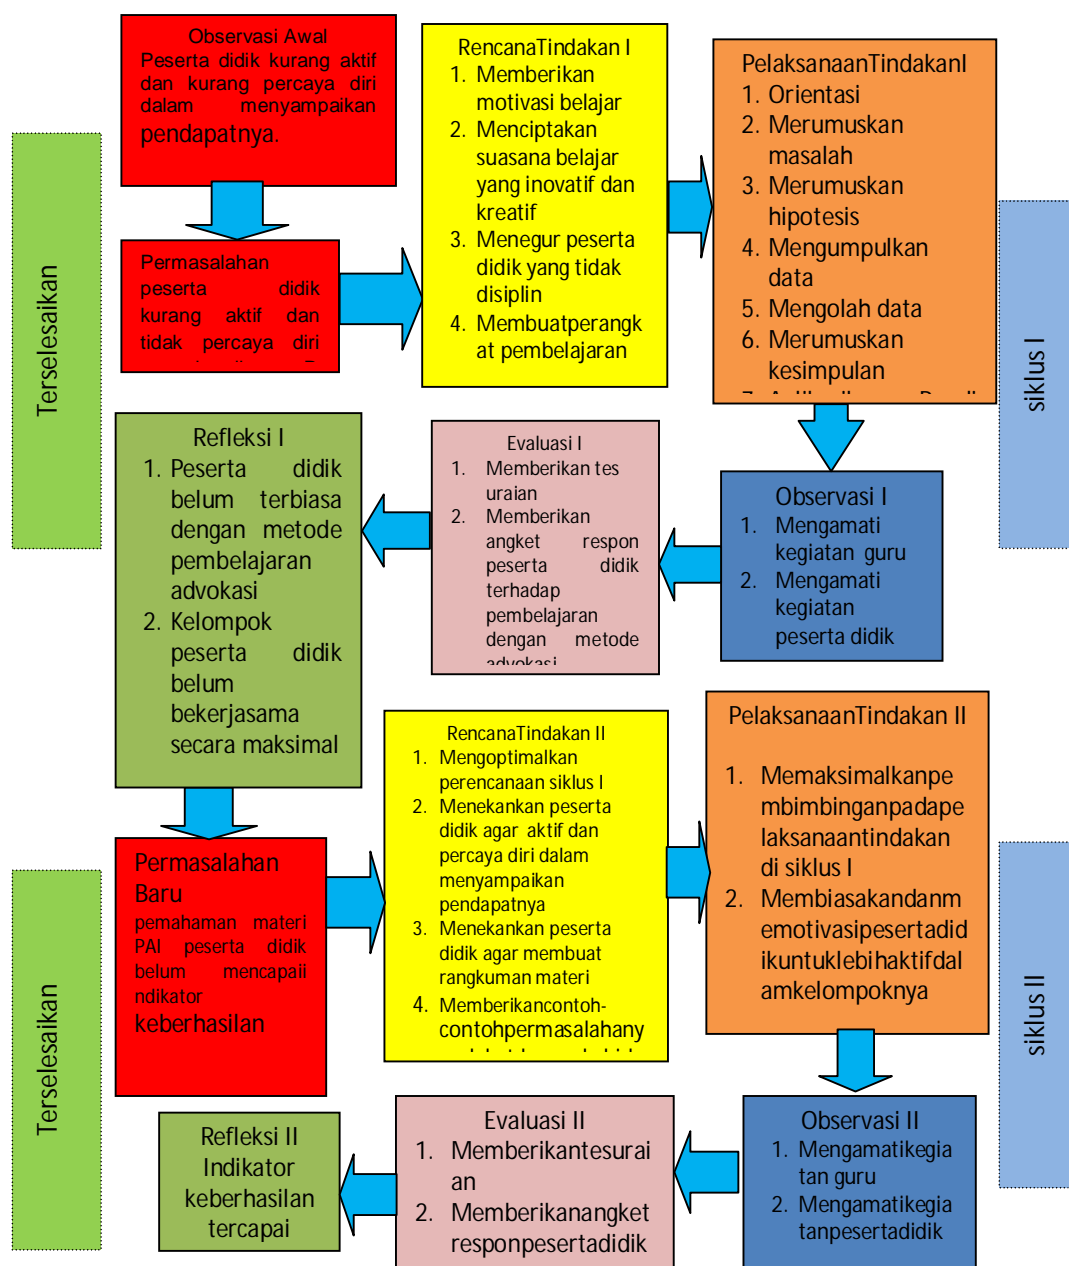 Observasi Awal
Peserta didik kurang aktif
dan kurang percaya diri
dalam menyampaikan
pendapatnya.
Permasalahan
peserta didik
kurang aktif dan
tidak percaya diri
RencanaTindakan I
1. Memberikan
motivasi belajar
2. Menciptakan
suasana belajar
yang inovatif dan
kreatif
3. Menegur peserta
didik yang tidak
disiplin
4. Membuatperangk
at pembelajaran
PelaksanaanTindakanI
1. Orientasi
2. Merumuskan
masalah
3. Merumuskan
hipotesis
4. Mengumpulkan
data
5. Mengolah data
6. Merumuskan
kesimpulan
Terselesaikan
siklus I
Observasi I
1. Mengamati
kegiatan guru
2. Mengamati
kegiatan
peserta didik
Evaluasi I
1. Memberikan tes
uraian
2. Memberikan
angket respon
peserta didik
terhadap
pembelajaran
dengan metode
advokasi
Refleksi I
1. Peserta didik
belum terbiasa
dengan metode
pembelajaran
advokasi
2. Kelompok
peserta didik
belum
bekerjasama
secara maksimal
Permasalahan
Baru
pemahaman materi
PAI peserta didik
belum mencapaii
ndikator
keberhasilan
RencanaTindakan II
1. Mengoptimalkan
perencanaan siklus I
2. Menekankan peserta
didik agar aktif dan
percaya diri dalam
menyampaikan
pendapatnya
3. Menekankan peserta
didik agar membuat
rangkuman materi
4. Memberikancontoh-
contohpermasalahany
PelaksanaanTindakan II
1. Memaksimalkanpe
mbimbinganpadape
laksanaantindakan
di siklus I
2. Membiasakandanm
emotivasipesertadid
ikuntuklebihaktifdal
amkelompoknya
Terselesaikan
siklus II
Observasi II
1. Mengamatikegia
tan guru
2. Mengamatikegia
tanpesertadidik
Evaluasi II
1. Memberikantesurai
an
2. Memberikanangket
responpesertadidik
Refleksi II
Indikator
keberhasilan
tercapai